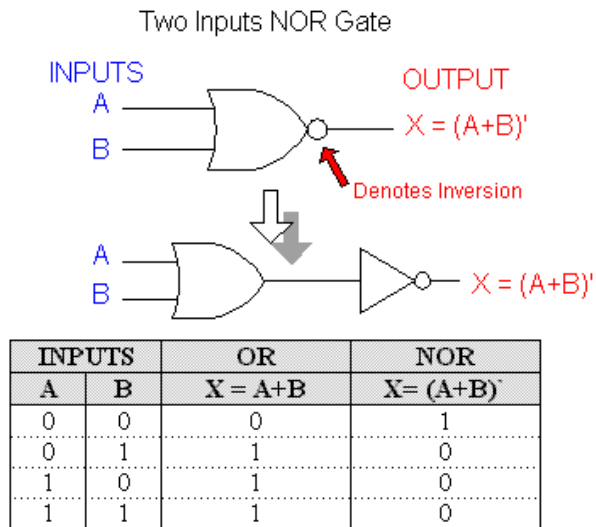 Two Inputs NOR Gate
INPUTS
OUTPUT
A
X = (A+B)'
B
Denotes Inversion
A
B
X = (A+B)'
INPUTS OR NOR
A B X = A+B X= (A+B)`
0 0 0 1
0 1 1 0
1 0 1 0
1 1 1 0